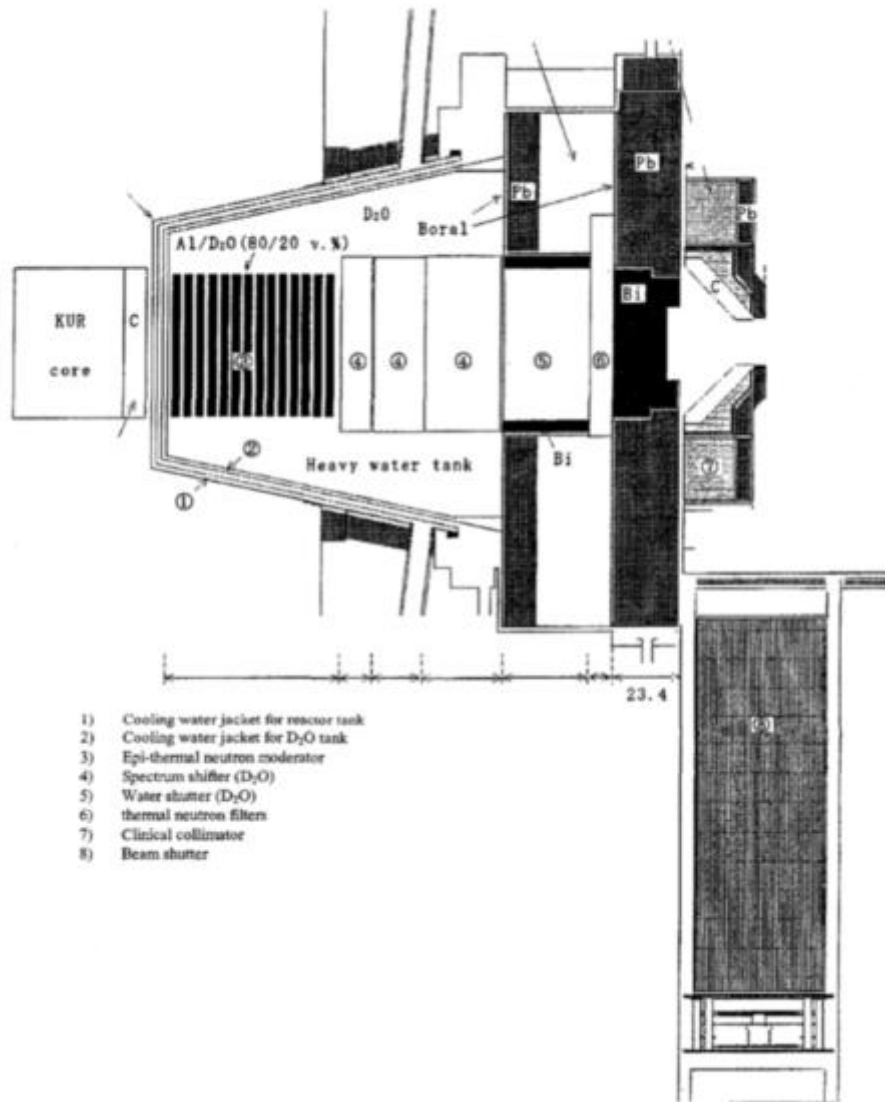 Pb
Pb
D₂O
Boral
Pb
Al/D₂O(80/20 v.%)
Bi
C
KUR
core
C
④
④
④
⑤
⑥
②
Heavy water tank
Bi
⑦
①
23.4
1) Cooling water jacket for reactor tank
2) Cooling water jacket for D₂O tank
3) Epi-thermal neutron moderator
4) Spectrum shifter (D₂O)
5) Water shutter (D₂O)
6) thermal neutron filters
7) Clinical collimator
8) Beam shutter